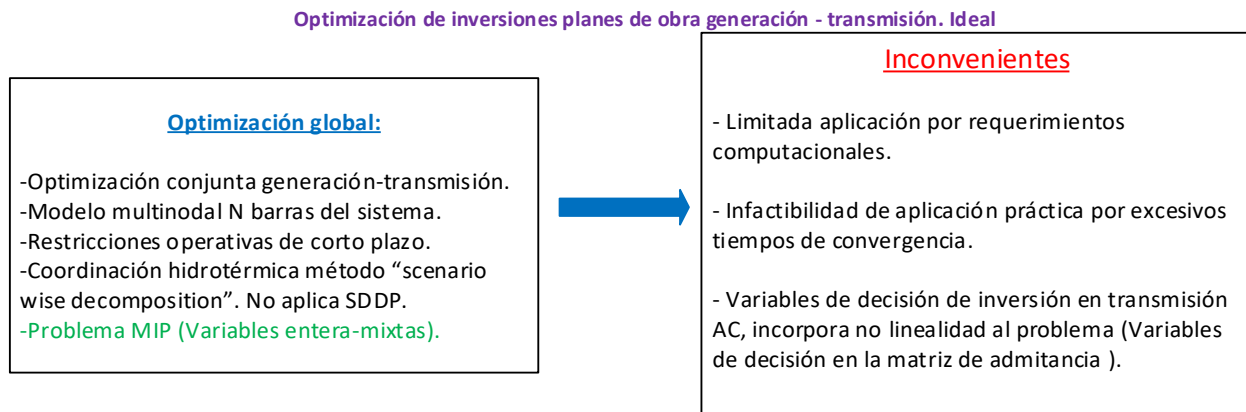 Optimización de inversiones planes de obra generación - transmisión. Ideal
Optimización global:
-Optimización conjunta generación-transmisión.
-Modelo multinodal N barras del sistema.
-Restricciones operativas de corto plazo.
-Coordinación hidrotérmica método “scenario
wise decomposition”. No aplica SDDP.
-Problema MIP (Variables entera-mixtas).
Inconvenientes
- Limitada aplicación por requerimientos
computacionales.
- Infactibilidad de aplicación práctica por excesivos
tiempos de convergencia.
- Variables de decisión de inversión en transmisión
AC, incorpora no linealidad al problema (Variables
de decisión en la matriz de admitancia ).